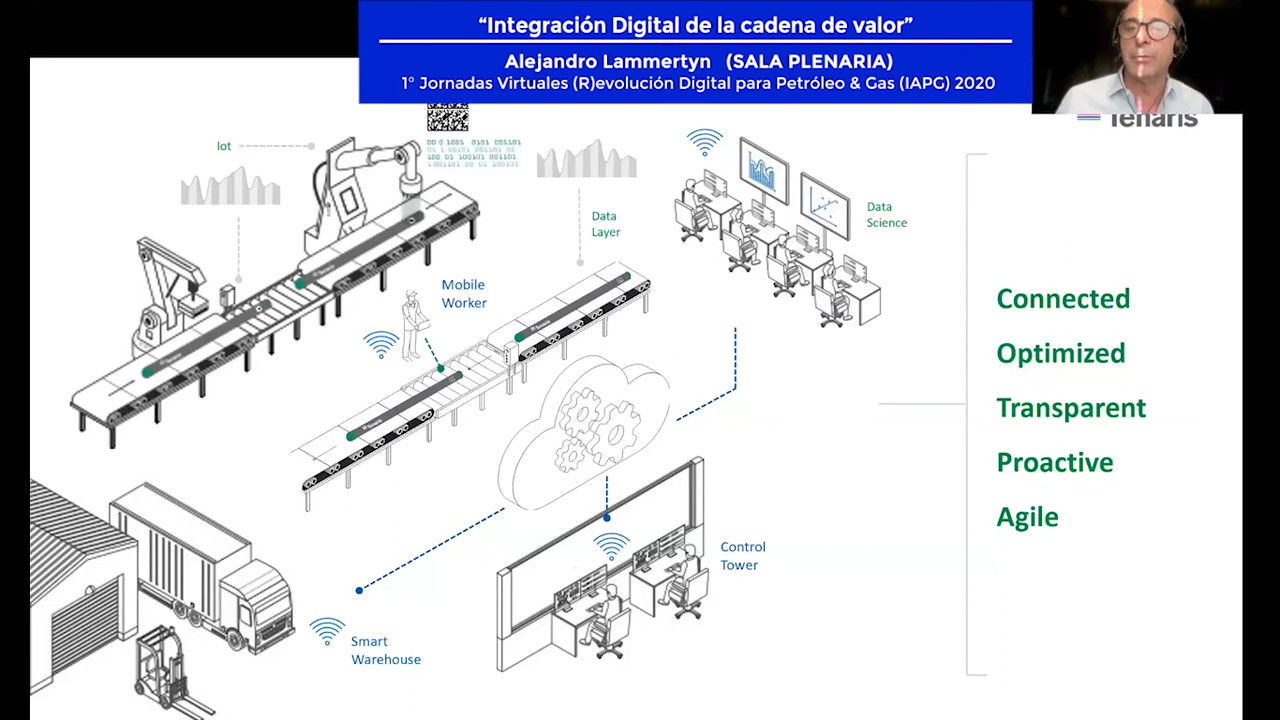 “Integración Digital de la cadena de valor”
Alejandro Lammertyn (SALA PLENARIA)
1° Jornadas Virtuales (R)evolución Digital para Petróleo & Gas (IAPG) 2020
Tenaris
Iot
Data
Layer
Data
Science
Mobile
Worker
Connected
Optimized
Transparent
Proactive
Agile
Control
Tower
Smart
Warehouse